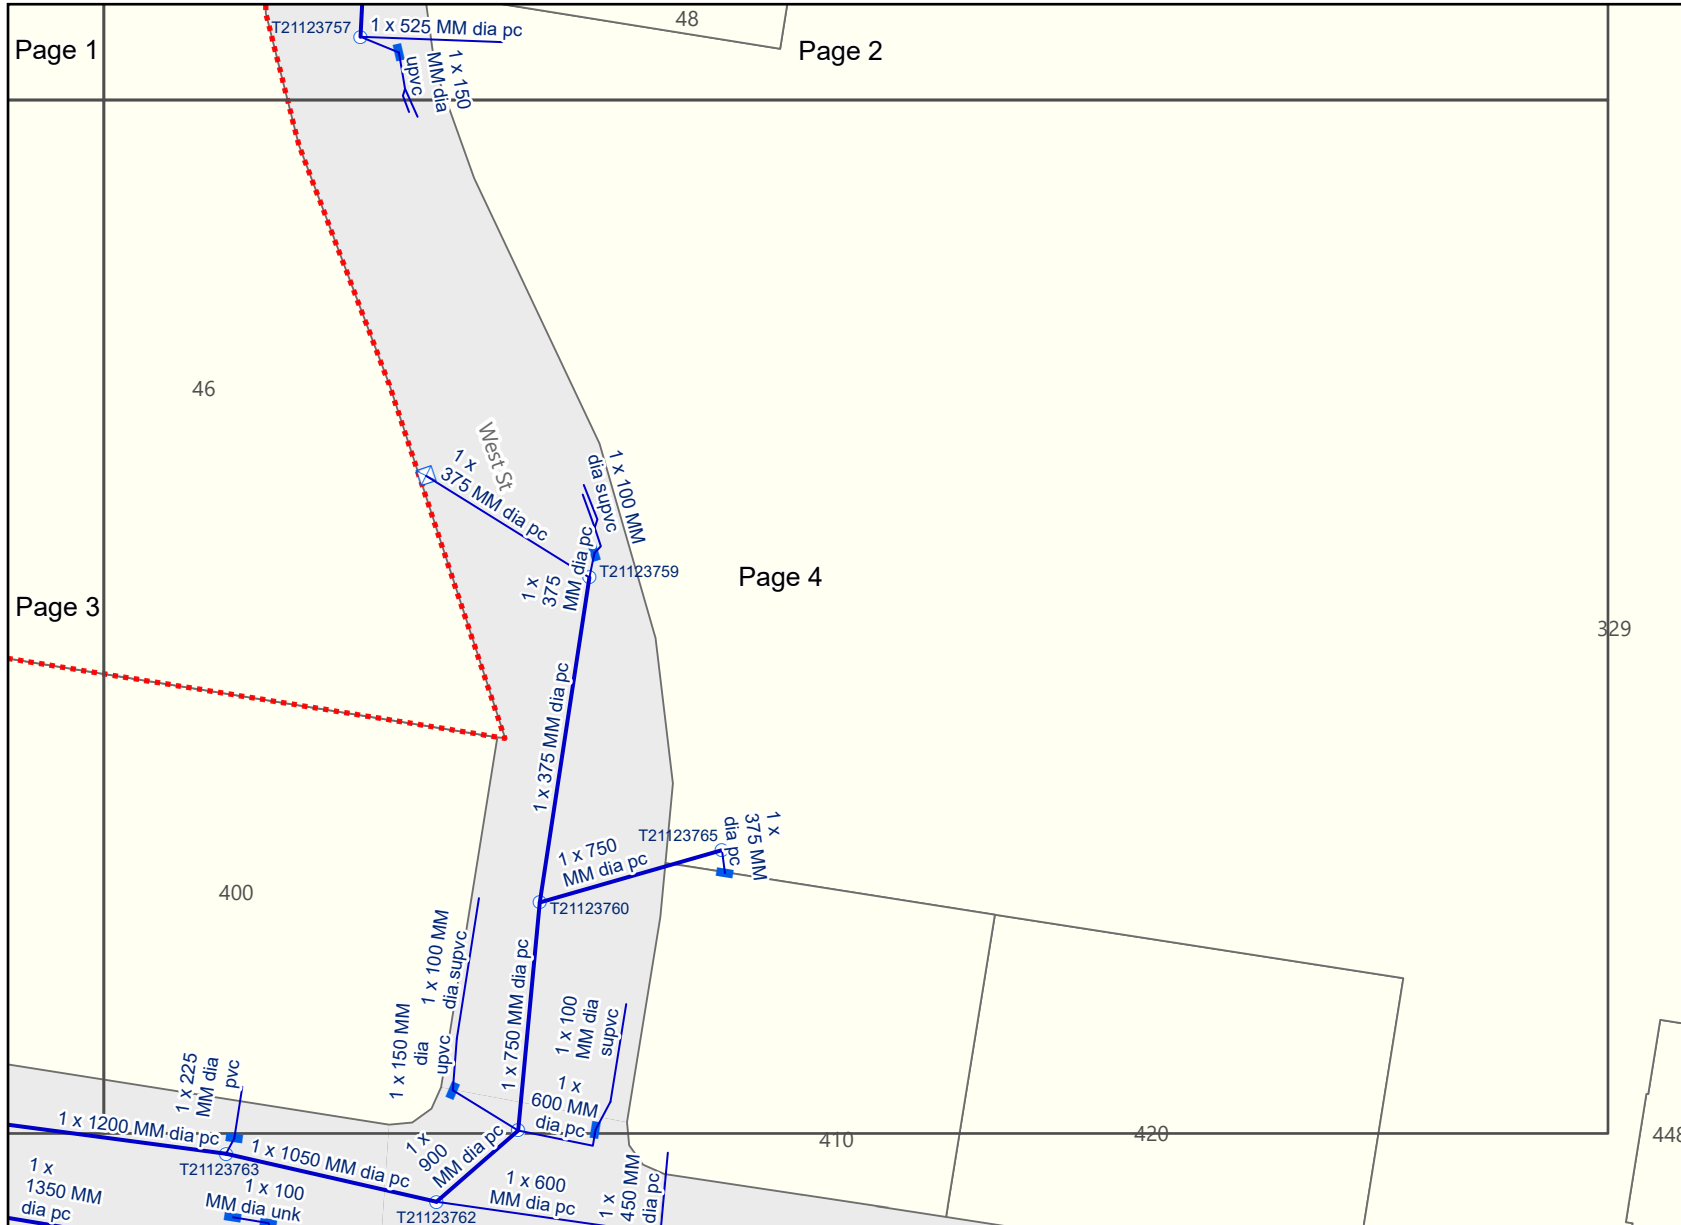 48
T21123757
1 x 525 MM dia pc
Page 1
Page 2
1 x 150
MM dia
upvc
46
West St
1 x
375 MM dia pc
1 x 100 MM
dia supvc
1 x
375
MM dia pc
T21123759
Page 4
Page 3
329
1 x 375 MM dia pc
T21123765
1 x
375 MM
dia pc
1 x 750
MM dia pc
400
T21123760
1 x 100 MM
dia supvc
1 x 750 MM dia pc
1 x 150 MM
dia
upvc
1 x 100
MM dia
supvc
1 x 225
MM dia
pvc
1 x
600 MM
dia pc
1 x 1200 MM dia pc
1 x 1050 MM dia pc
1 x
900
MM dia pc
410
420
448
T21123763
1 x
1350 MM
dia pc
1 x 100
MM dia unk
T21123762
1 x 600
MM dia pc
1 x
450 MM
dia pc